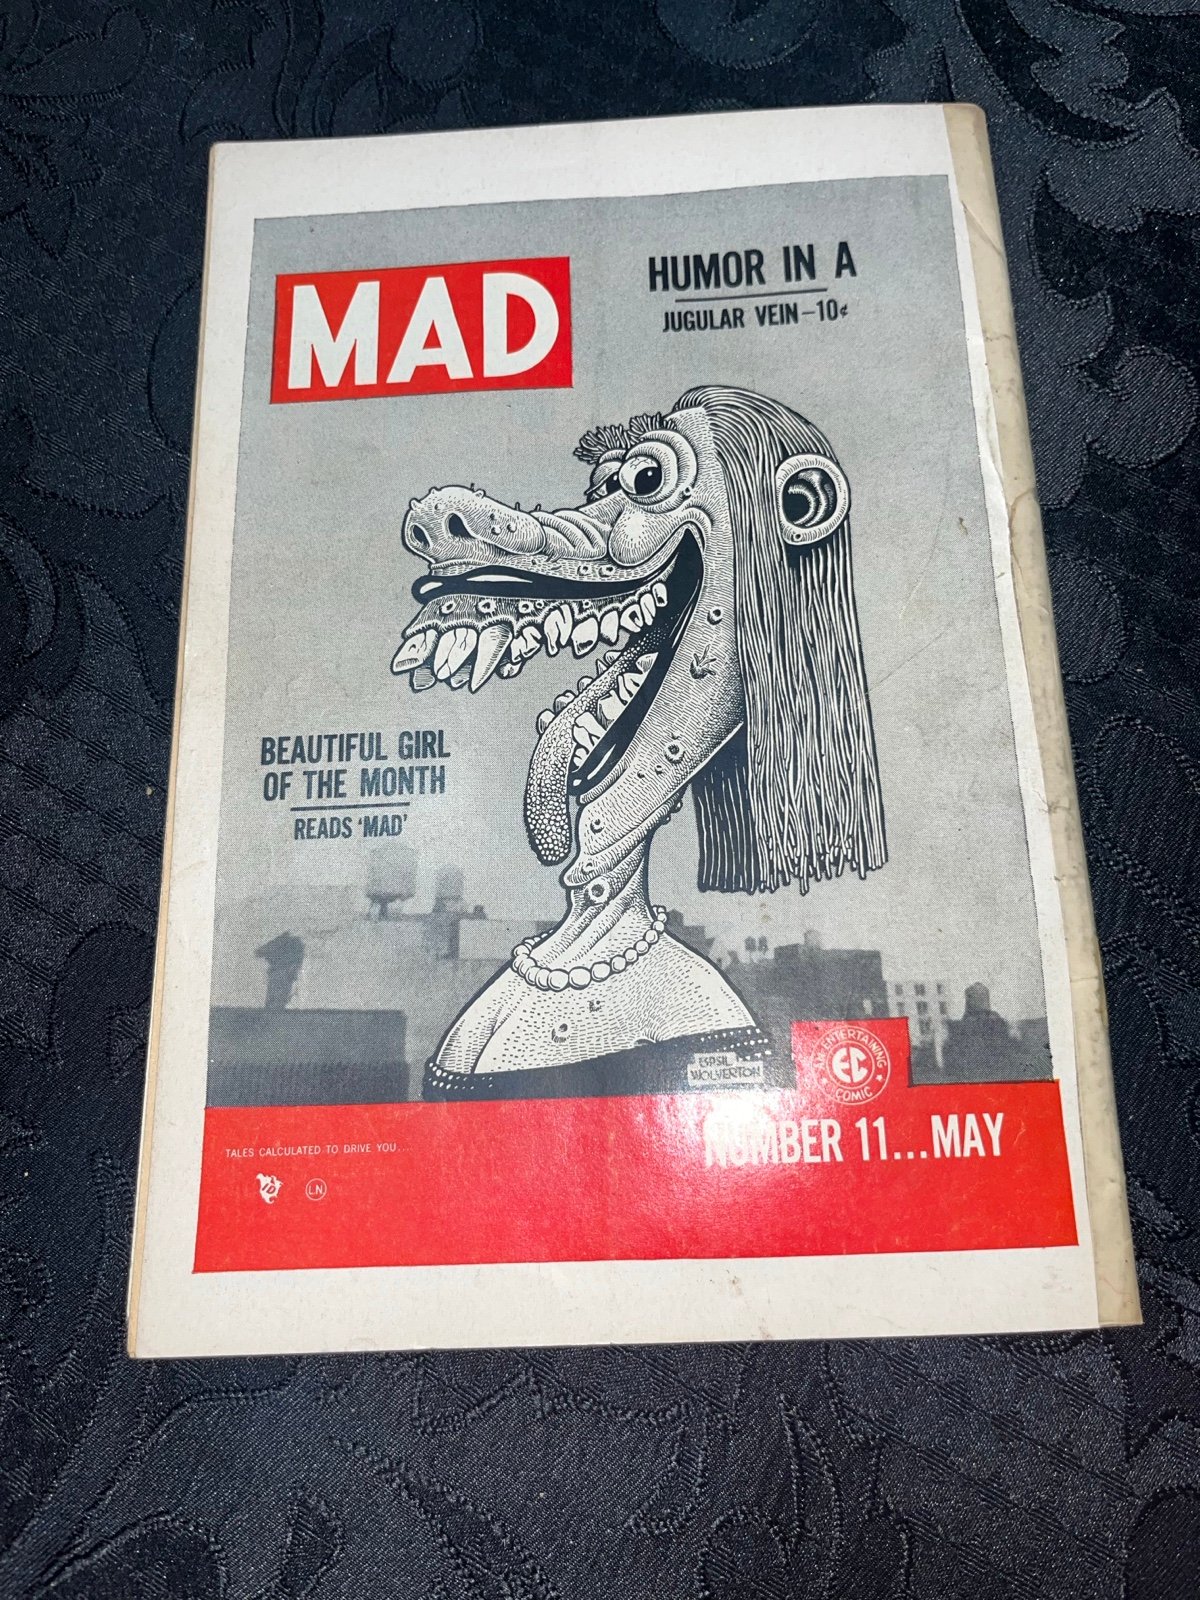 MAD
HUMOR IN A
JUGULAR VEIN—10¢
BEAUTIFUL GIRL
OF THE MONTH
READS ‘MAD’
BASIL
WOLVERTON
AN ENTERTAINING
EC
COMIC
NUMBER 11...MAY
TALES CALCULATED TO DRIVE YOU....
10
L.N.